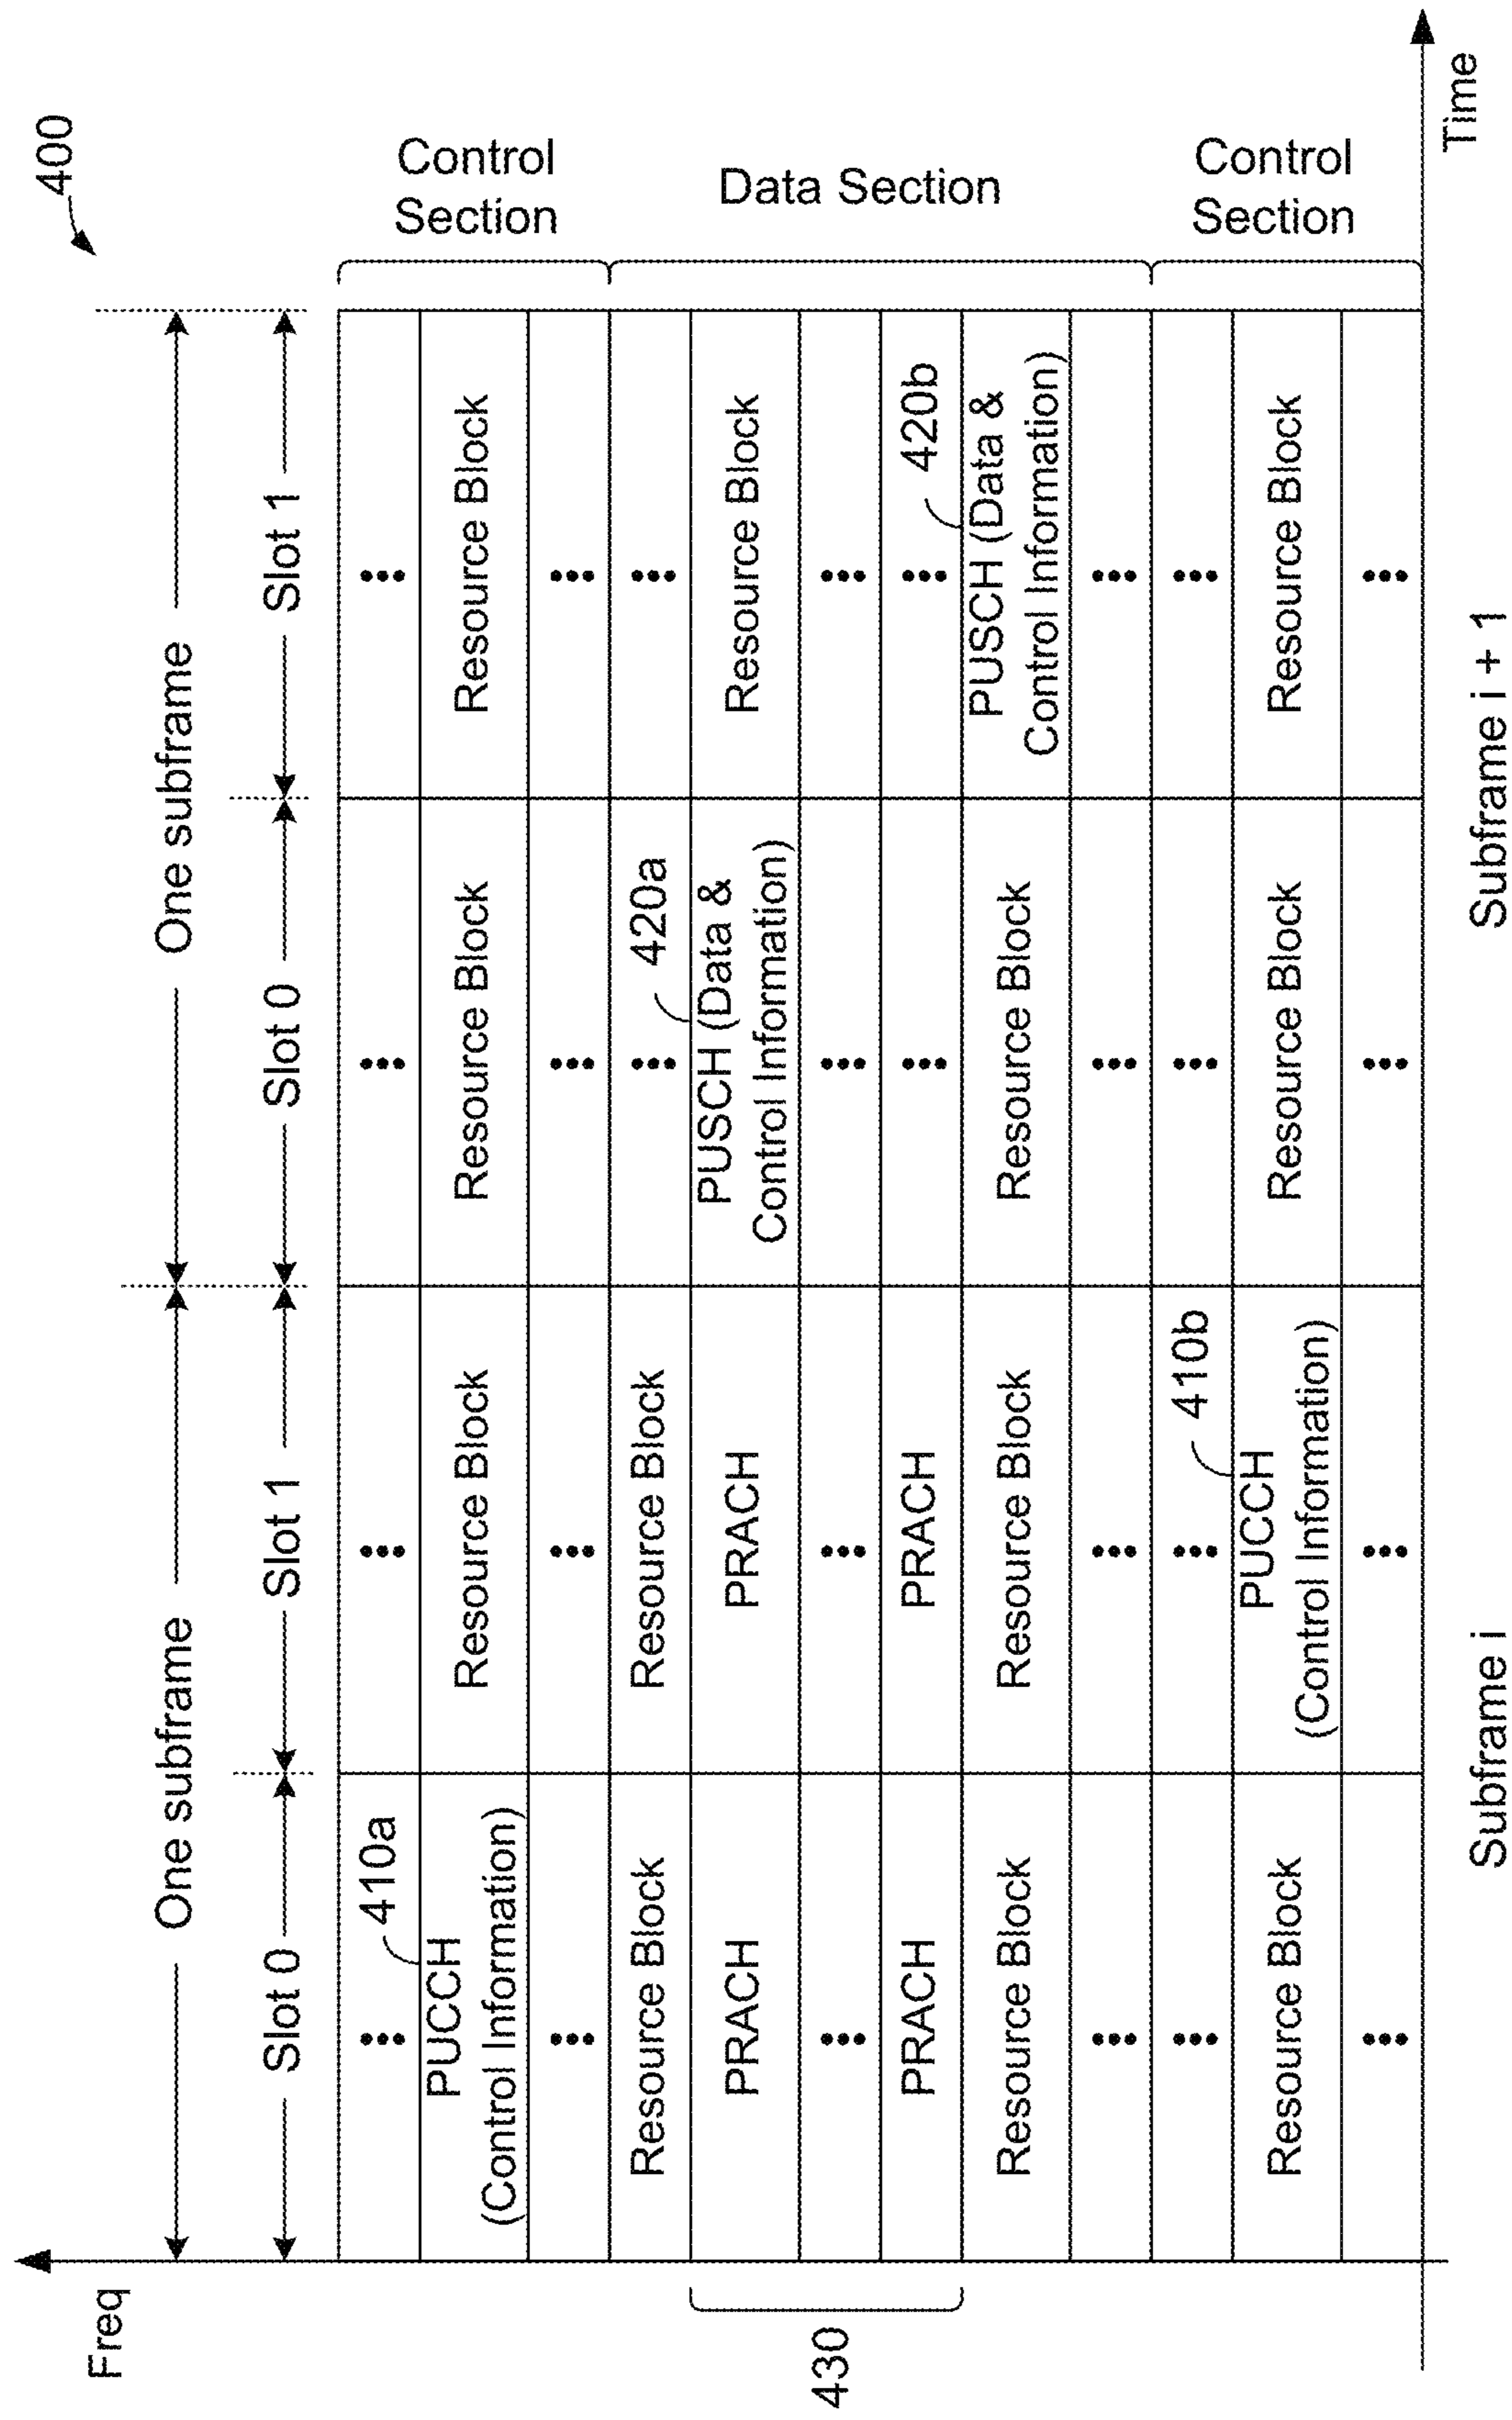 400
One subframe
One subframe
Slot 0
Slot 1
Slot 0
Slot 1
Freq
410a
PUCCH
(Control Information)
Resource Block
Resource Block
Resource Block
Control
Section
Resource Block
Resource Block
420a
PRACH
PRACH
PUSCH (Data &
Control Information)
Resource Block
Data Section
430
PRACH
PRACH
420b
Resource Block
Resource Block
Resource Block
PUSCH (Data &
Control Information)
410b
Resource Block
PUCCH
(Control Information)
Resource Block
Resource Block
Control
Section
Time
Subframe i
Subframe i + 1